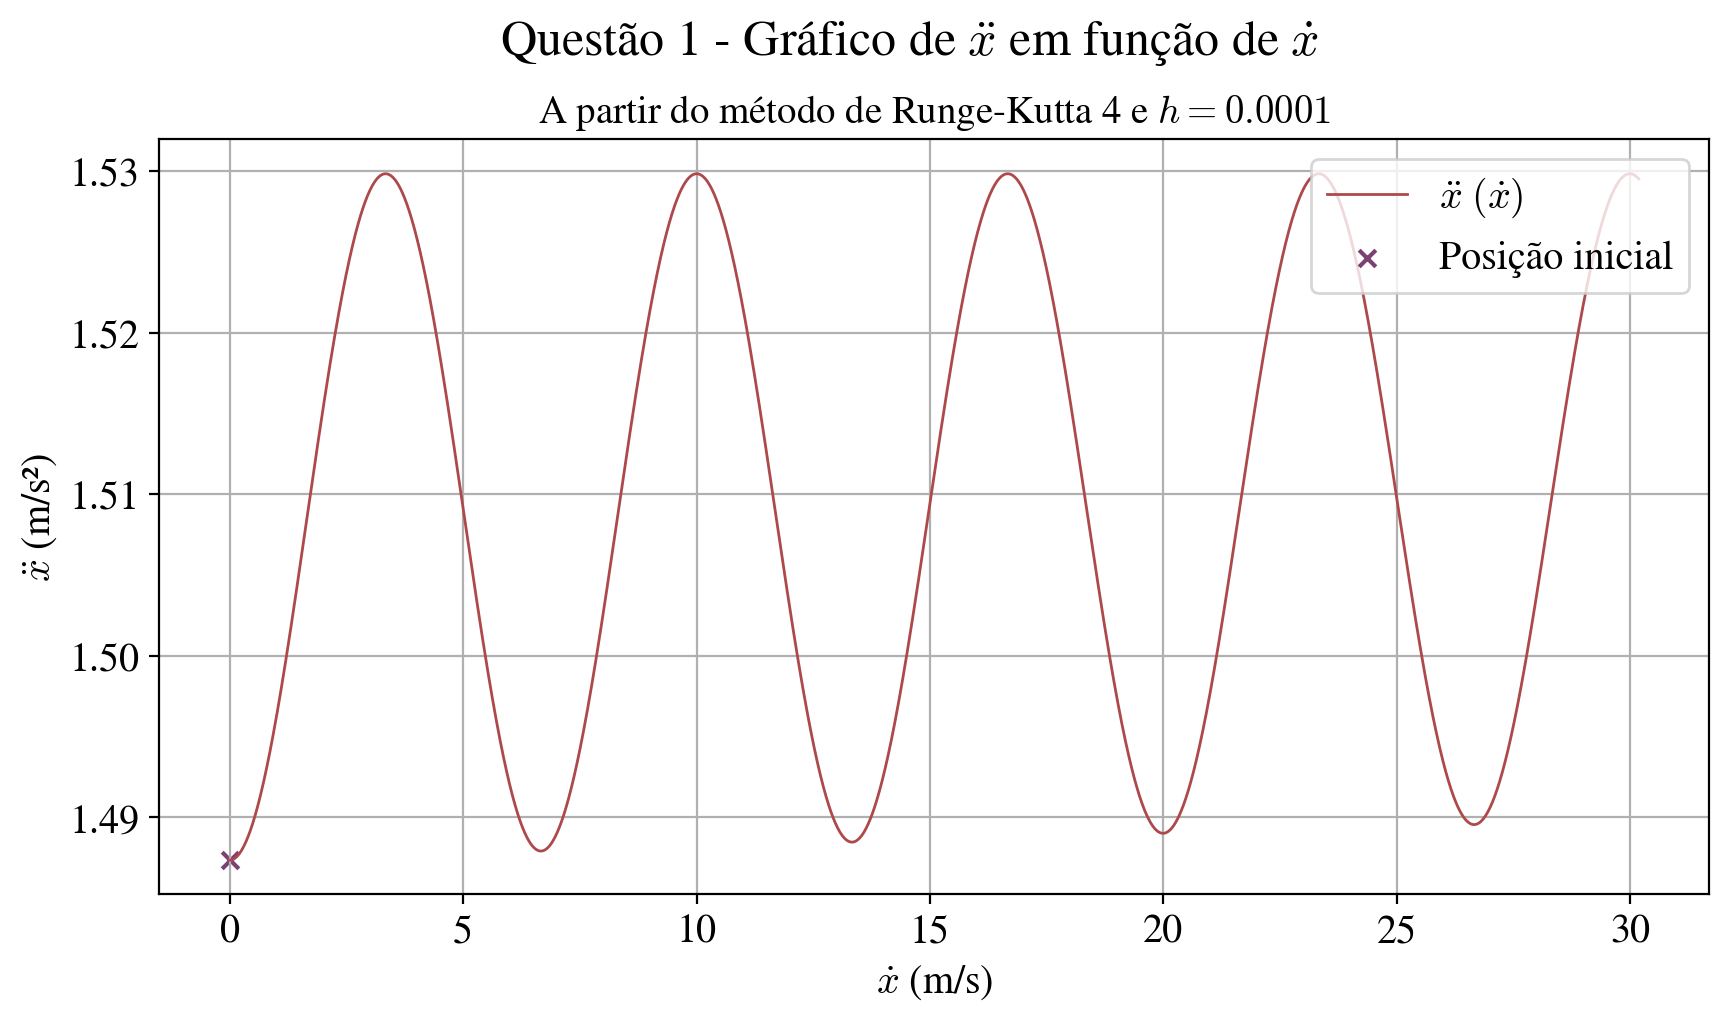 Questão 1 - Gráfico de ẍ em função de ẋ
A partir do método de Runge-Kutta 4 e h = 0.0001
1.53
1.52
1.51
1.50
1.49
ẍ (m/s²)
ẍ (ẋ)
Posição inicial
0 5 10 15 20 25 30
ẋ (m/s)